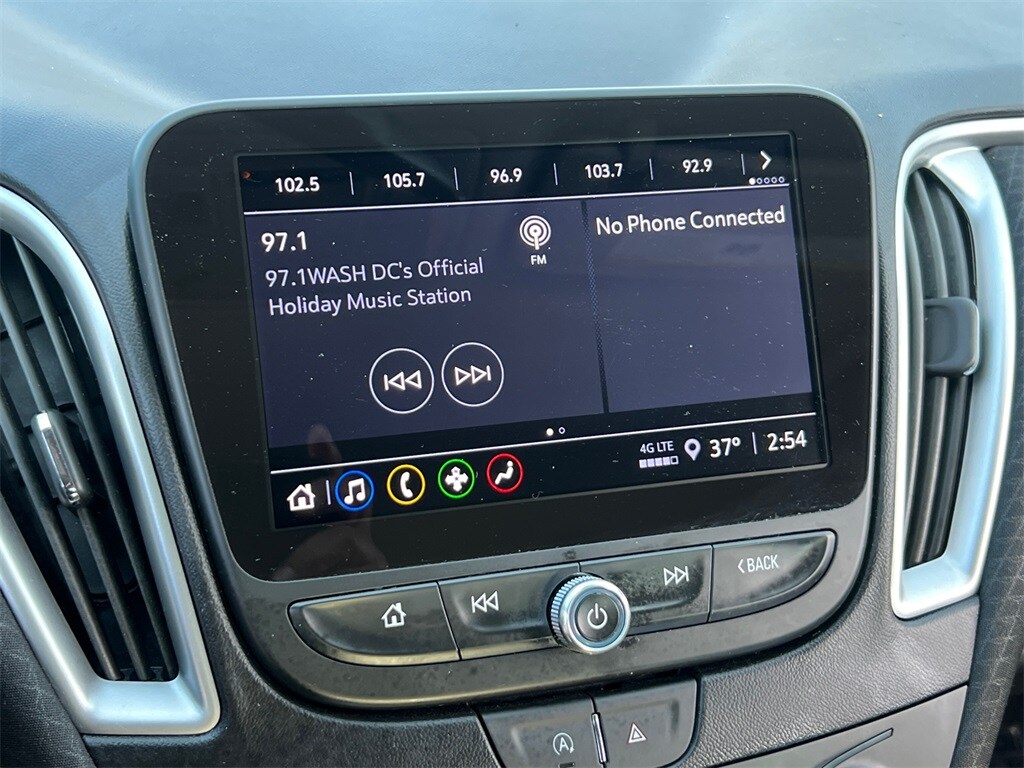 102.5 | 105.7 | 96.9 | 103.7 | 92.9
97.1
FM
97.1WASH DC's Official
Holiday Music Station
No Phone Connected
4G LTE
37° | 2:54
BACK
A